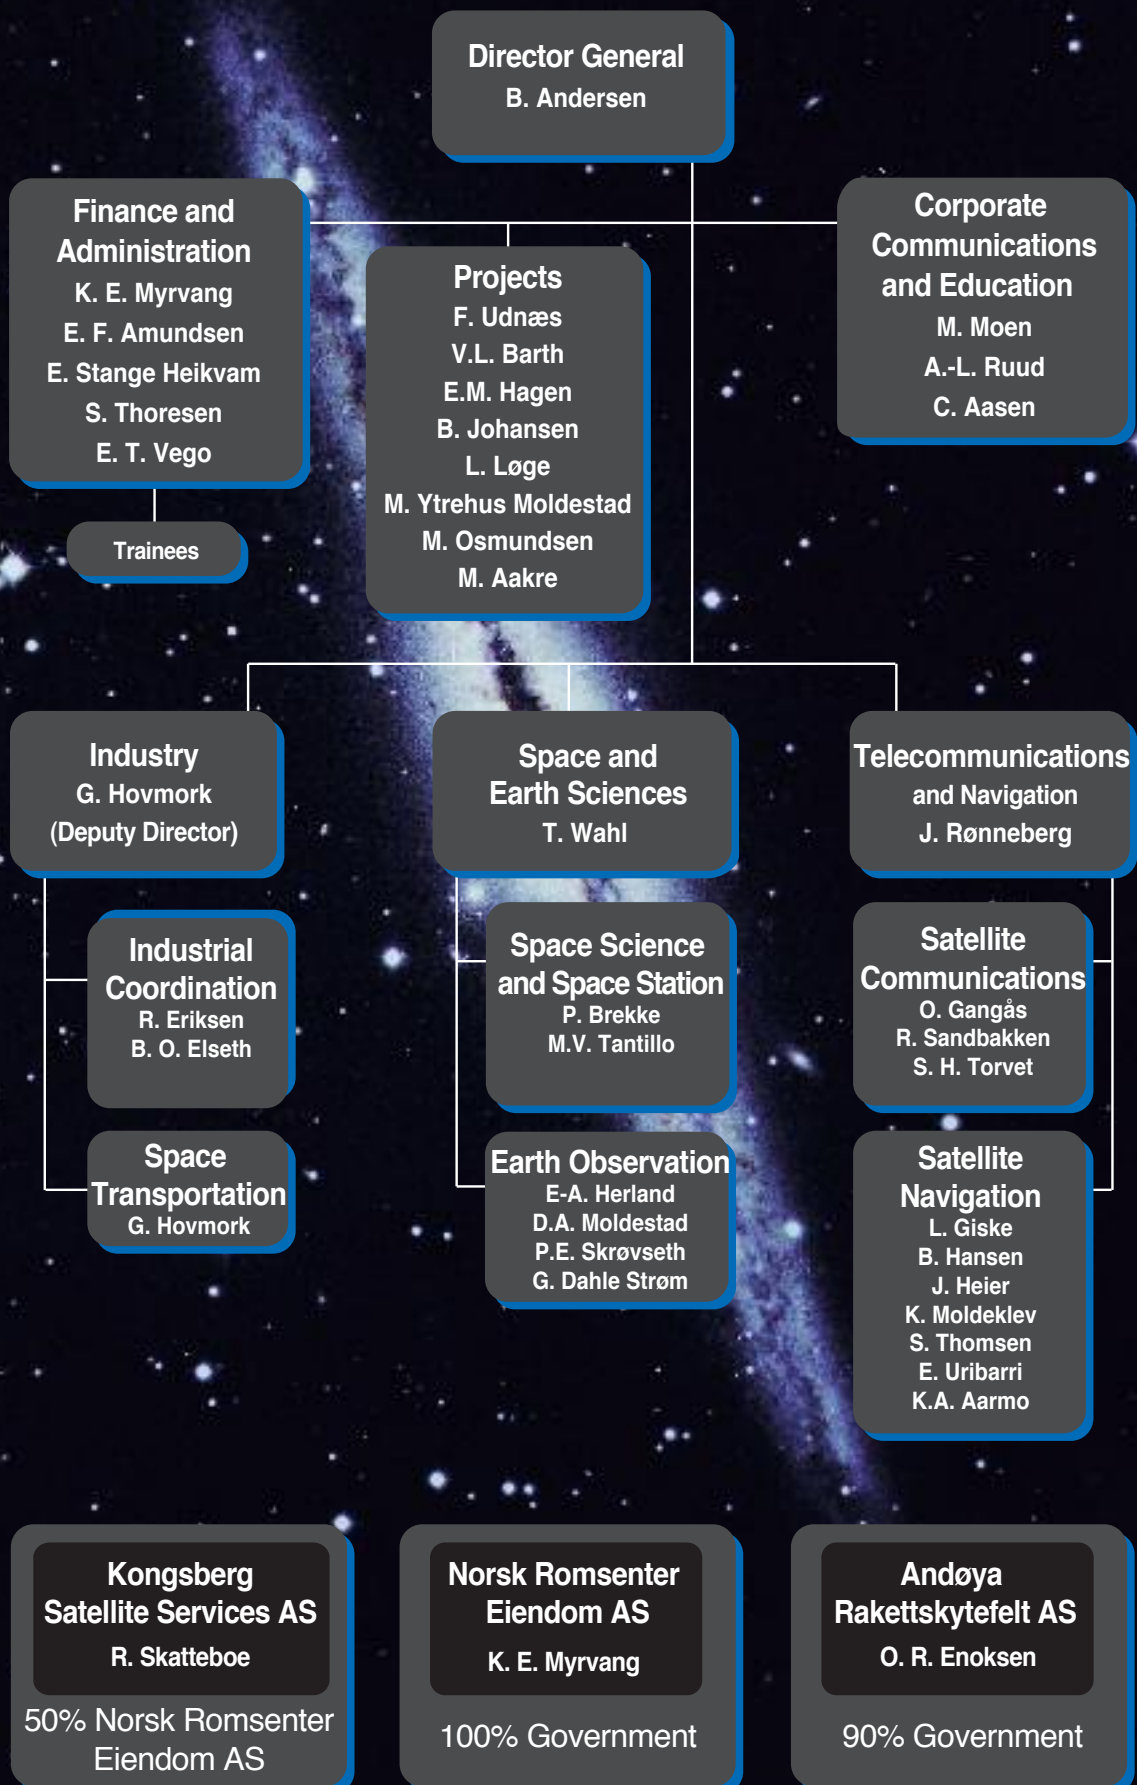 Director General
B. Andersen
Finance and
Administration
K. E. Myrvang
E. F. Amundsen
E. Stange Heikvam
S. Thoresen
E. T. Vego
Trainees
Projects
F. Udnæs
V.L. Barth
E.M. Hagen
B. Johansen
L. Løge
M. Ytrehus Moldestad
M. Osmundsen
M. Aakre
Corporate
Communications
and Education
M. Moen
A.-L. Ruud
C. Aasen
Industry
G. Hovmork
(Deputy Director)
Industrial
Coordination
R. Eriksen
B. O. Elseth
Space
Transportation
G. Hovmork
Space and
Earth Sciences
T. Wahl
Space Science
and Space Station
P. Brekke
M.V. Tantillo
Earth Observation
E-A. Herland
D.A. Moldestad
P.E. Skrøvseth
G. Dahle Strøm
Telecommunications
and Navigation
J. Rønneberg
Satellite
Communications
O. Gangås
R. Sandbakken
S. H. Torvet
Satellite
Navigation
L. Giske
B. Hansen
J. Heier
K. Moldeklev
S. Thomsen
E. Uribarri
K.A. Aarmo
Kongsberg
Satellite Services AS
R. Skatteboe
50% Norsk Romsenter
Eiendom AS
Norsk Romsenter
Eiendom AS
K. E. Myrvang
100% Government
Andøya
Rakettskytefelt AS
O. R. Enoksen
90% Government